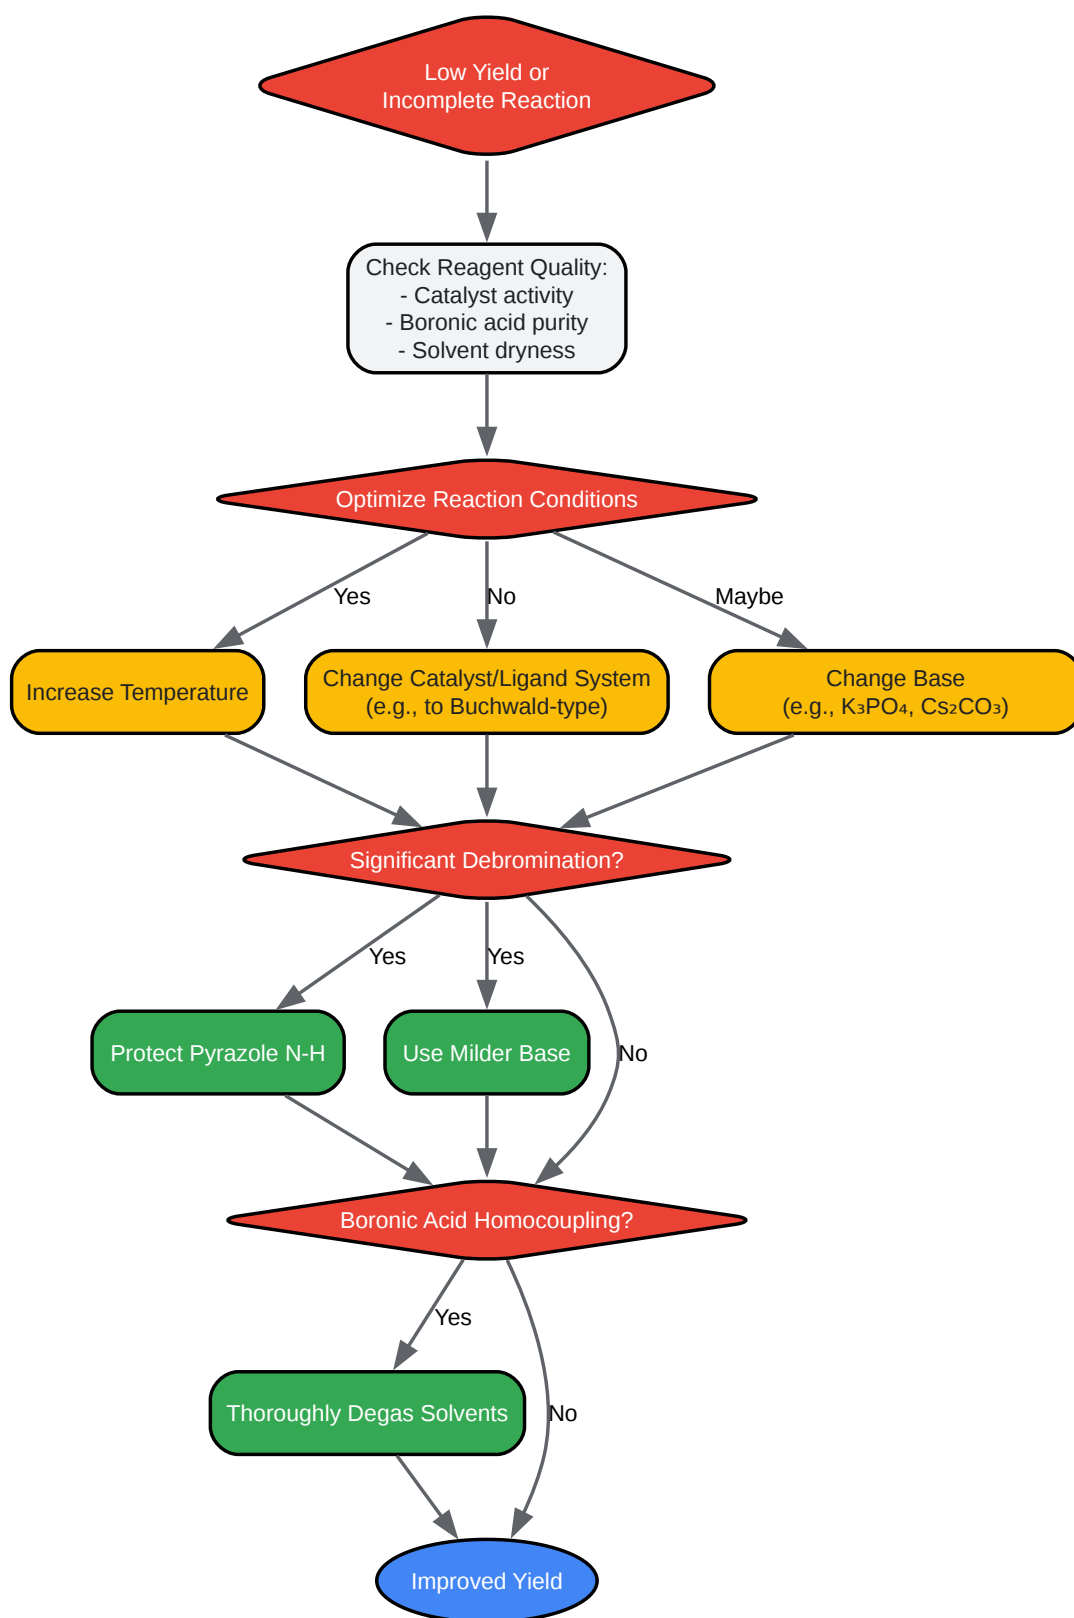 Low Yield or
Incomplete Reaction
Check Reagent Quality:
- Catalyst activity
- Boronic acid purity
- Solvent dryness
Optimize Reaction Conditions
Yes
No
Maybe
Increase Temperature
Change Catalyst/Ligand System
(e.g., to Buchwald-type)
Change Base
(e.g., K₃PO₄, Cs₂CO₃)
Significant Debromination?
Yes
Yes
No
Protect Pyrazole N-H
Use Milder Base
Boronic Acid Homocoupling?
Yes
No
Thoroughly Degas Solvents
Improved Yield